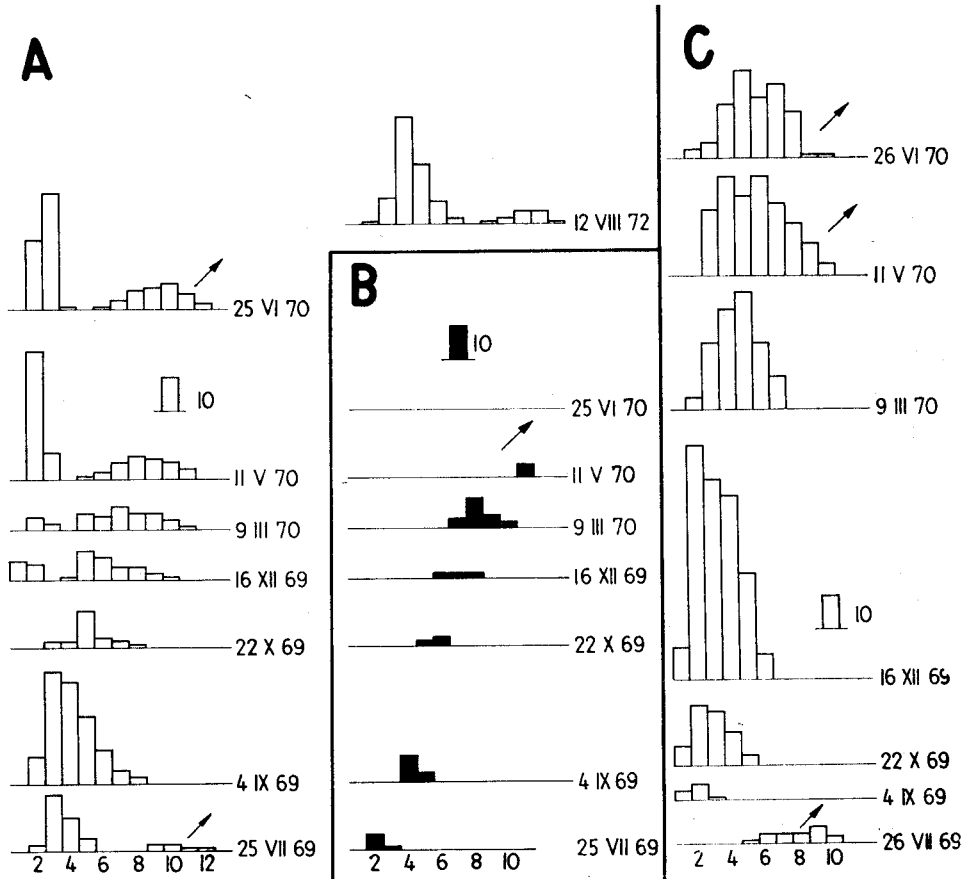 A
12 VIII 72
25 VI 70
10
11 V 70
9 III 70
16 XII 69
22 X 69
4 IX 69
25 VII 69
2 4 6 8 10 12
B
10
25 VI 70
11 V 70
9 III 70
16 XII 69
22 X 69
4 IX 69
25 VII 69
2 4 6 8 10
C
26 VI 70
11 V 70
9 III 70
10
16 XII 69
22 X 69
4 IX 69
26 VII 69
2 4 6 8 10